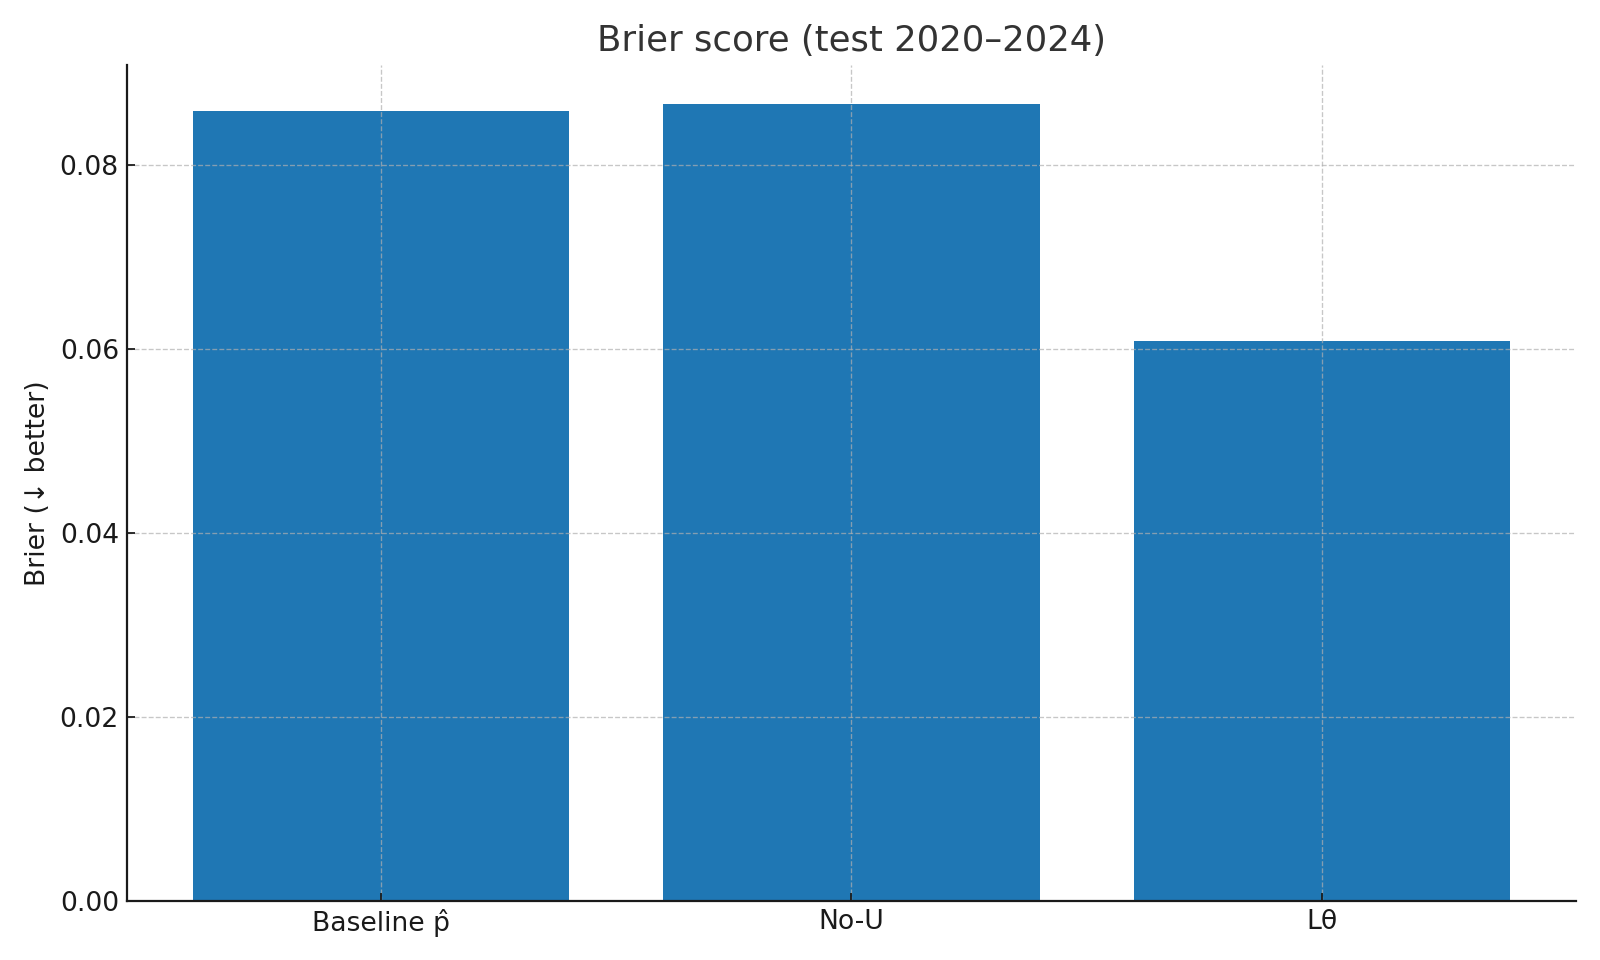 Brier score (test 2020–2024)
Brier (↓ better)
0.08
0.06
0.04
0.02
0.00
Baseline p̂
No-U
Lθ